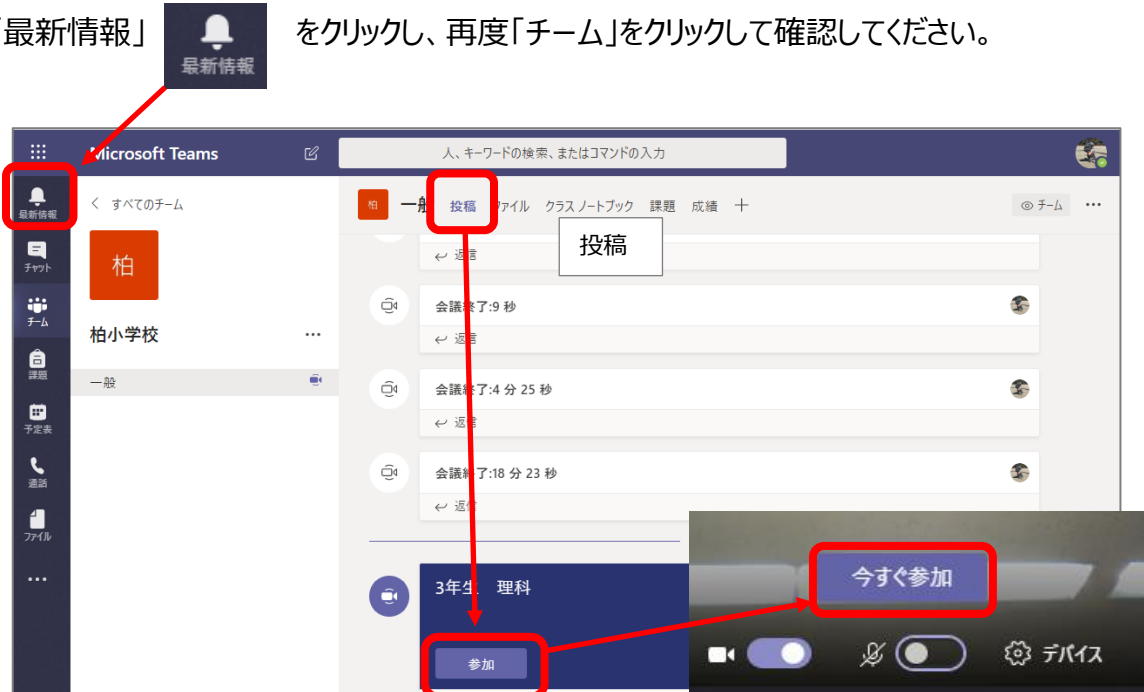 「最新情報」 最新情報 をクリックし、再度「チーム」をクリックして確認してください。
Microsoft Teams
人、キーワードの検索、またはコマンドの入力
最新情報
チャット
チーム
課題
予定表
通話
ファイル
すべてのチーム
柏
柏小学校
一般
柏 一般 投稿 ファイル クラス ノートブック 課題 成績 チーム
投稿
返信
会議終了:9 秒
返信
会議終了:4 分 25 秒
返信
会議終了:18 分 23 秒
返信
3年生 理科
参加
今すぐ参加
デバイス